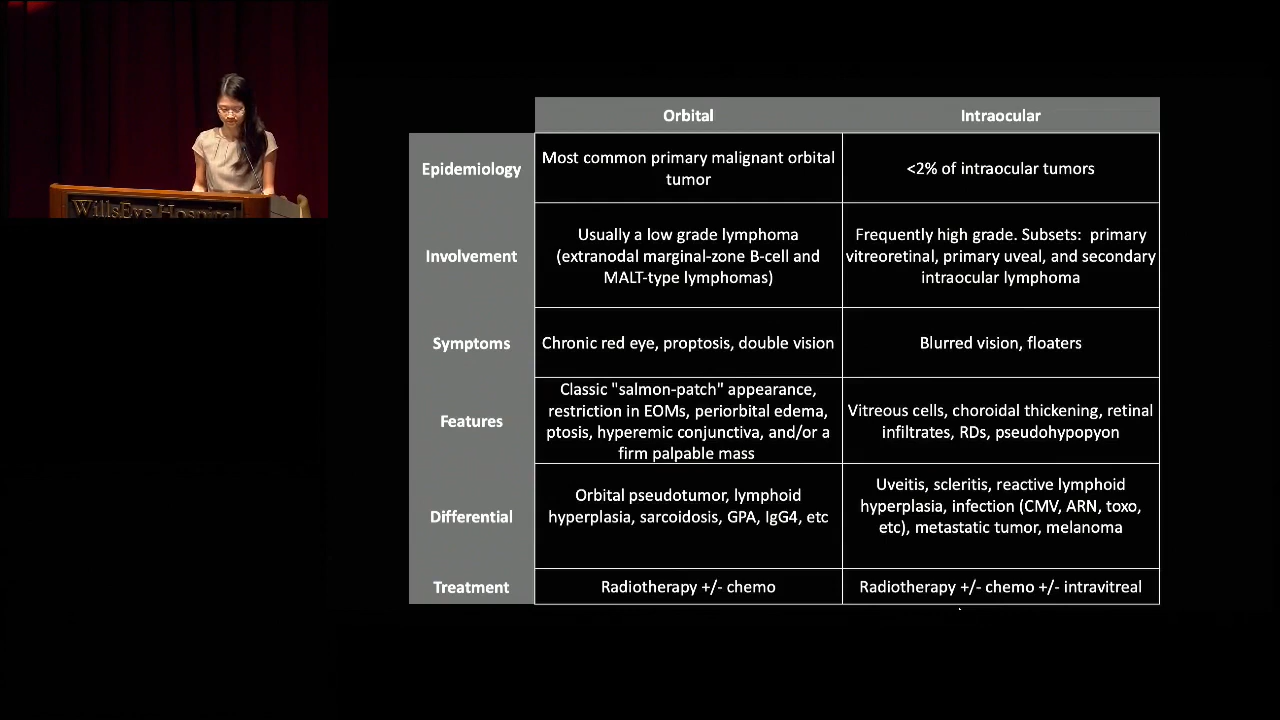 WillsEye Hospital
Orbital
Intraocular
Epidemiology
Most common primary malignant orbital
tumor
<2% of intraocular tumors
Involvement
Usually a low grade lymphoma
(extranodal marginal-zone B-cell and
MALT-type lymphomas)
Frequently high grade. Subsets: primary
vitreoretinal, primary uveal, and secondary
intraocular lymphoma
Symptoms
Chronic red eye, proptosis, double vision
Blurred vision, floaters
Features
Classic "salmon-patch" appearance,
restriction in EOMs, periorbital edema,
ptosis, hyperemic conjunctiva, and/or a
firm palpable mass
Vitreous cells, choroidal thickening, retinal
infiltrates, RDs, pseudohypopyon
Differential
Orbital pseudotumor, lymphoid
hyperplasia, sarcoidosis, GPA, IgG4, etc
Uveitis, scleritis, reactive lymphoid
hyperplasia, infection (CMV, ARN, toxo,
etc), metastatic tumor, melanoma
Treatment
Radiotherapy +/- chemo
Radiotherapy +/- chemo +/- intravitreal